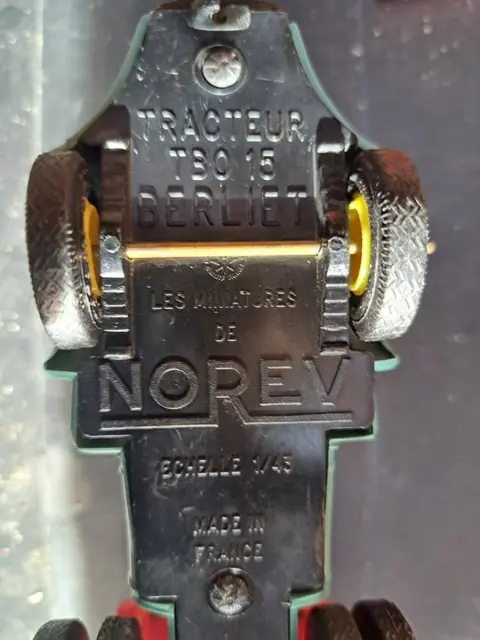 TRACTEUR
TBO 15
BERLIET
LES MINIATURES
DE
NOREV
ECHELLE 1/43
MADE IN
FRANCE